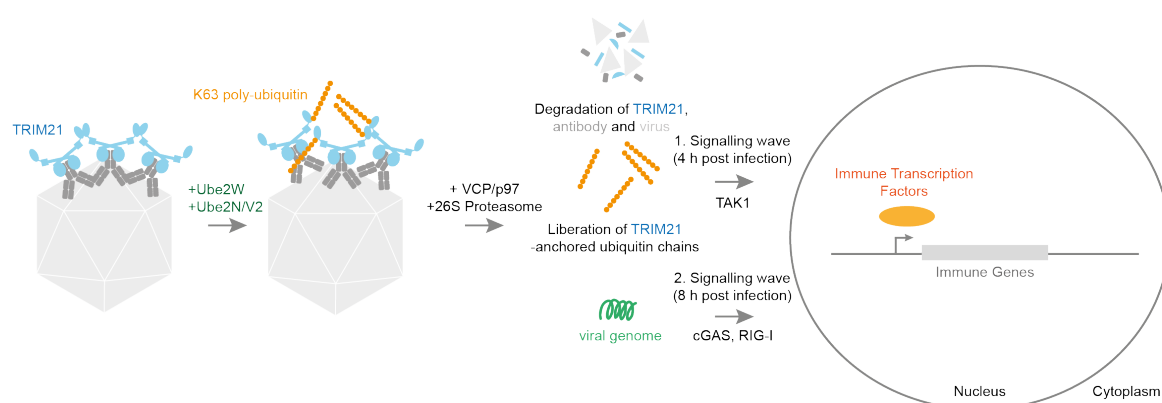 K63 poly-ubiquitin
TRIM21
+Ube2W
+Ube2N/V2
+ VCP/p97
+26S Proteasome
Degradation of TRIM21,
antibody and virus
Liberation of TRIM21
-anchored ubiquitin chains
viral genome
1. Signalling wave
(4 h post infection)
TAK1
2. Signalling wave
(8 h post infection)
cGAS, RIG-I
Immune Transcription
Factors
Immune Genes
Nucleus
Cytoplasm